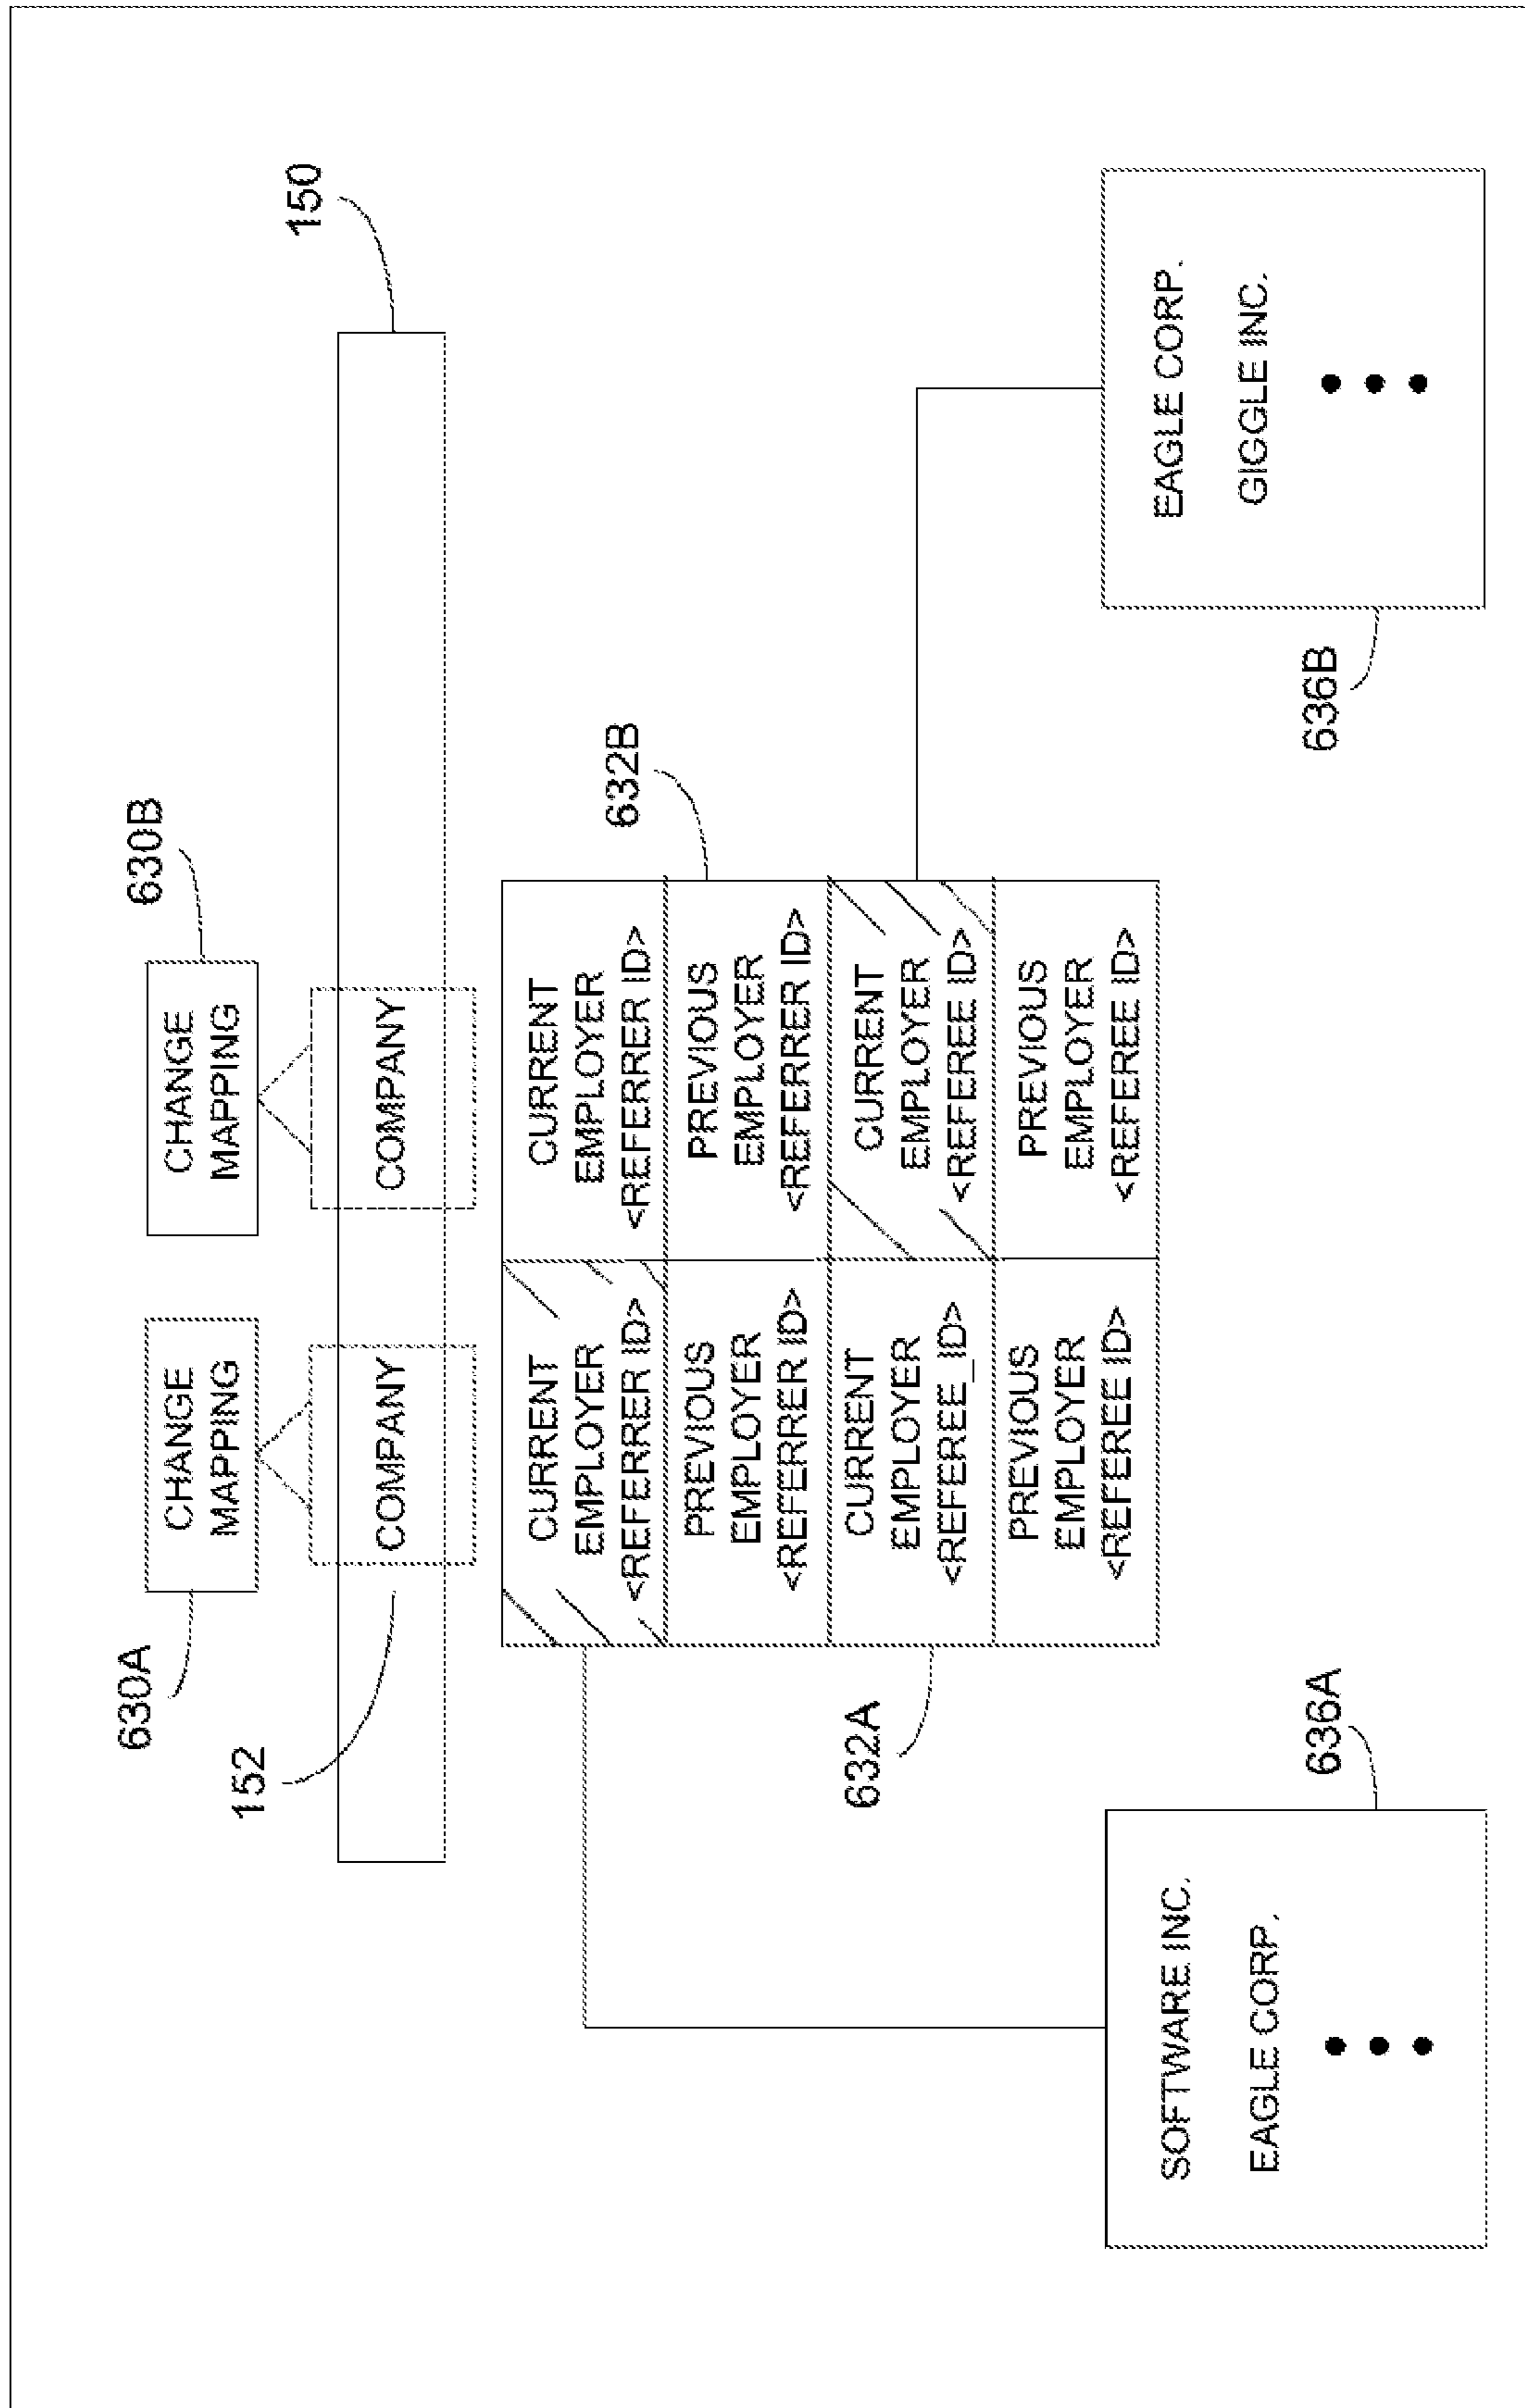 630A
630B
CHANGE
MAPPING
CHANGE
MAPPING
152
150
COMPANY
COMPANY
CURRENT
EMPLOYER
<REFERRER ID>
CURRENT
EMPLOYER
<REFERRER ID>
632B
PREVIOUS
EMPLOYER
<REFERRER ID>
PREVIOUS
EMPLOYER
<REFERRER ID>
632A
CURRENT
EMPLOYER
<REFEREE_ID>
CURRENT
EMPLOYER
<REFEREE ID>
PREVIOUS
EMPLOYER
<REFEREE ID>
PREVIOUS
EMPLOYER
<REFEREE ID>
636A
SOFTWARE INC.
EAGLE CORP.
636B
EAGLE CORP.
GIGGLE INC.